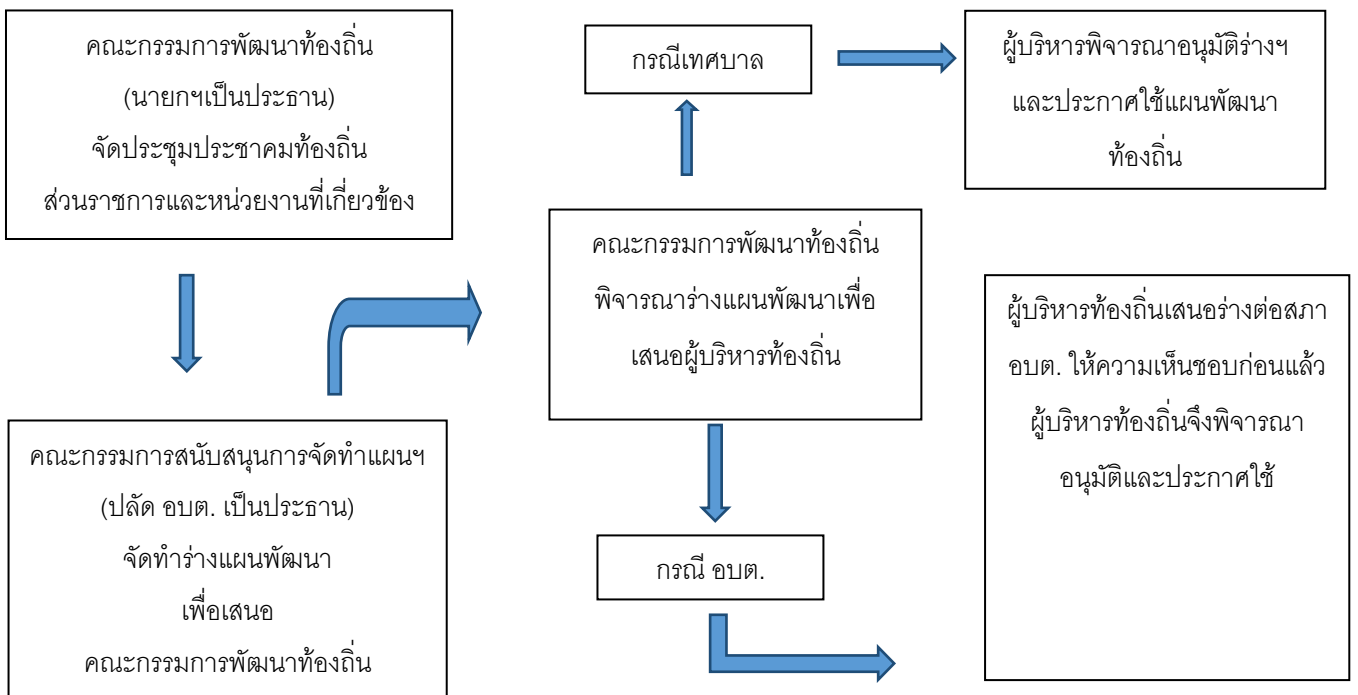 คณะกรรมการพัฒนาท้องถิ่น
(นายกฯเป็นประธาน)
จัดประชุมประชาคมท้องถิ่น
ส่วนราชการและหน่วยงานที่เกี่ยวข้อง
คณะกรรมการสนับสนุนการจัดทำแผนฯ
(ปลัด อบต. เป็นประธาน)
จัดทำร่างแผนพัฒนา
เพื่อเสนอ
คณะกรรมการพัฒนาท้องถิ่น
คณะกรรมการพัฒนาท้องถิ่น
พิจารณาร่างแผนพัฒนาเพื่อ
เสนอผู้บริหารท้องถิ่น
กรณีเทศบาล
ผู้บริหารพิจารณาอนุมัติร่างฯ
และประกาศใช้แผนพัฒนา
ท้องถิ่น
กรณี อบต.
ผู้บริหารท้องถิ่นเสนอร่างต่อสภา
อบต. ให้ความเห็นชอบก่อนแล้ว
ผู้บริหารท้องถิ่นจึงพิจารณา
อนุมัติและประกาศใช้